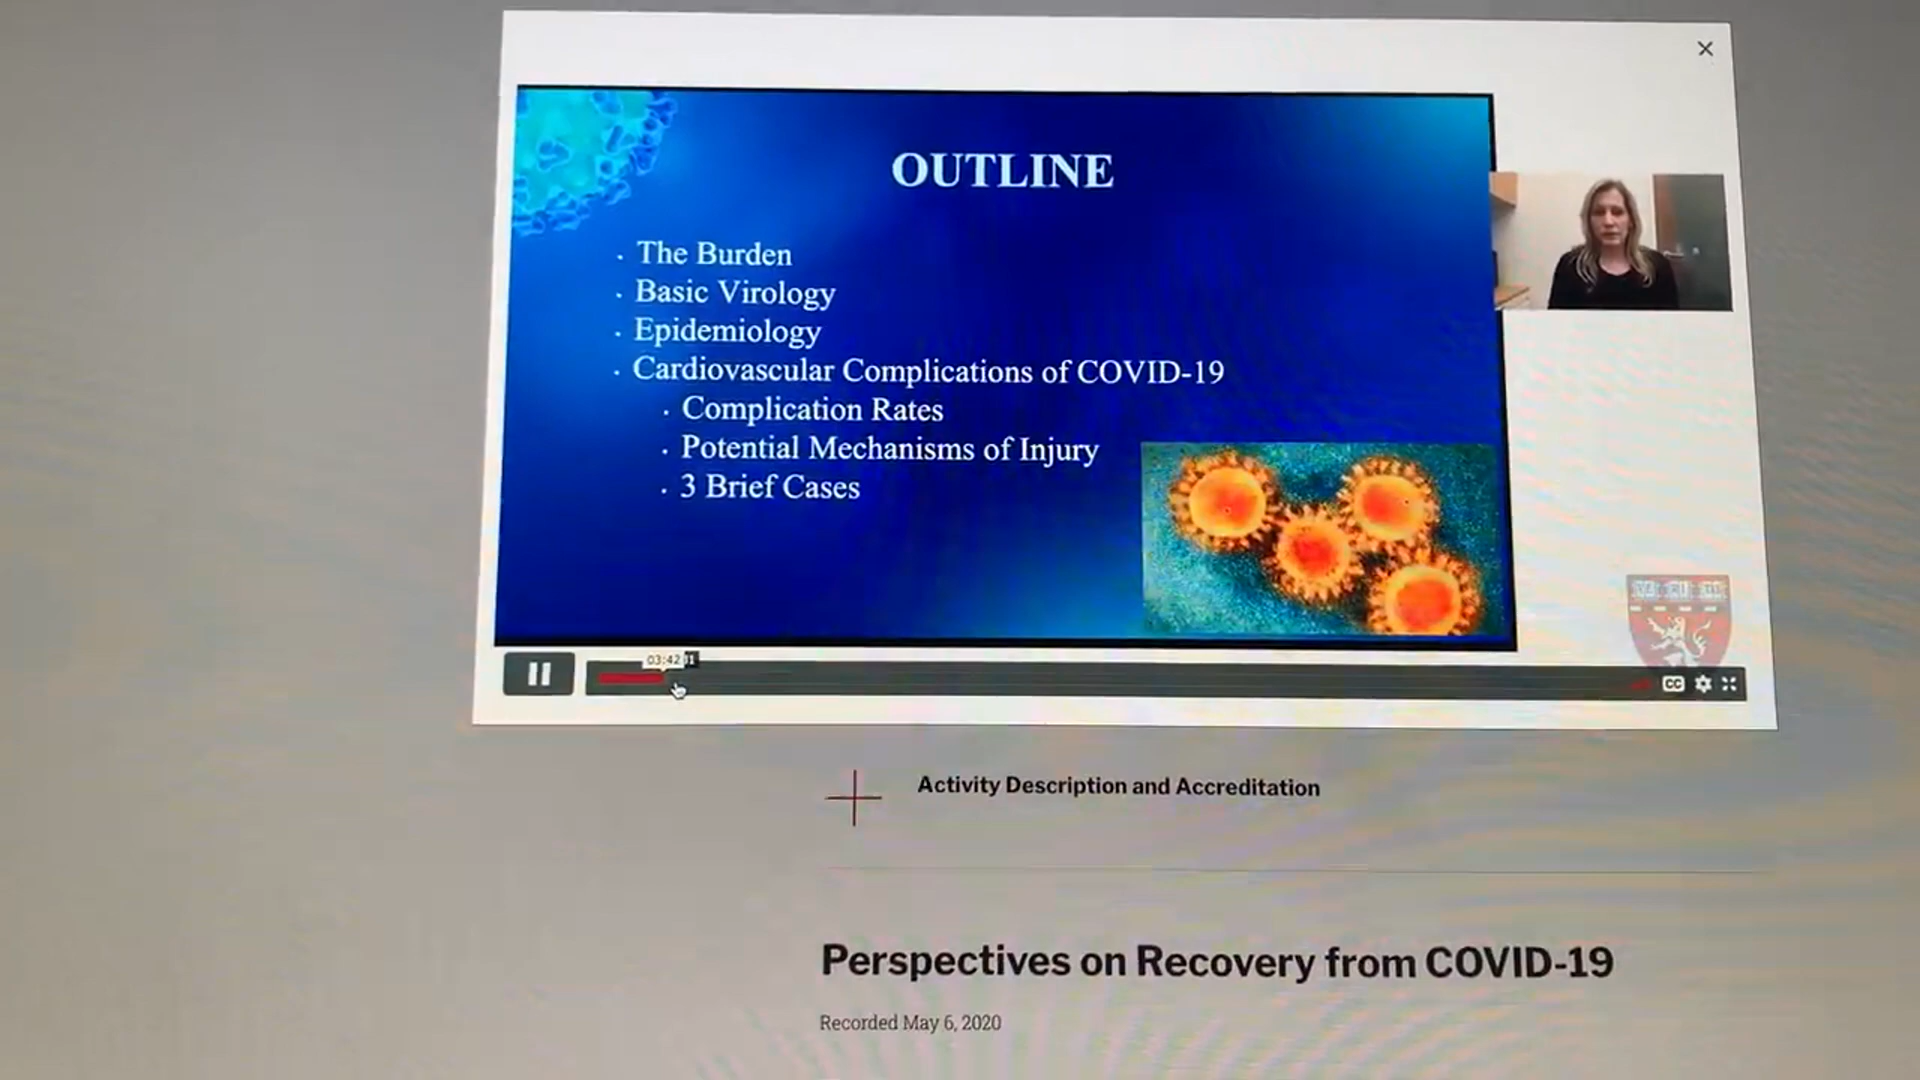 OUTLINE
· The Burden
· Basic Virology
· Epidemiology
· Cardiovascular Complications of COVID-19
· Complication Rates
· Potential Mechanisms of Injury
· 3 Brief Cases
03:42
CC
Activity Description and Accreditation
Perspectives on Recovery from COVID-19
Recorded May 6, 2020